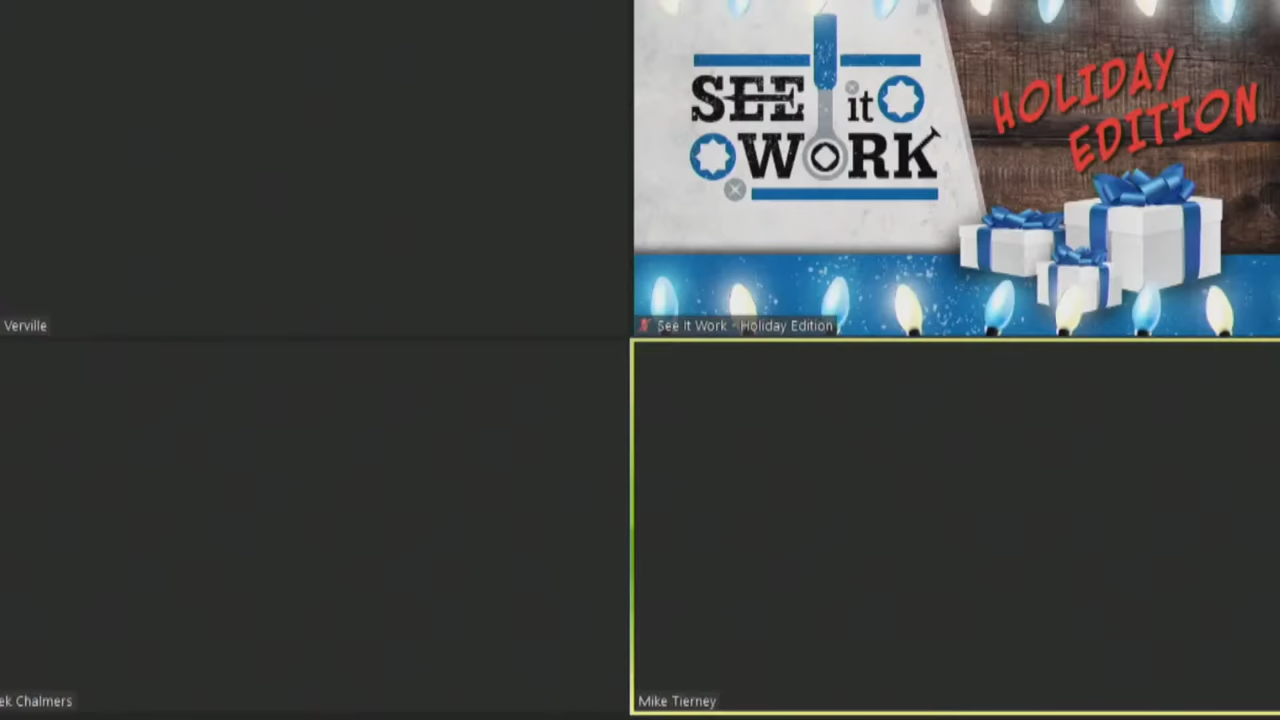 SEE it
WORK
HOLIDAY
EDITION
Verville
See It Work - Holiday Edition
ek Chalmers
Mike Tierney